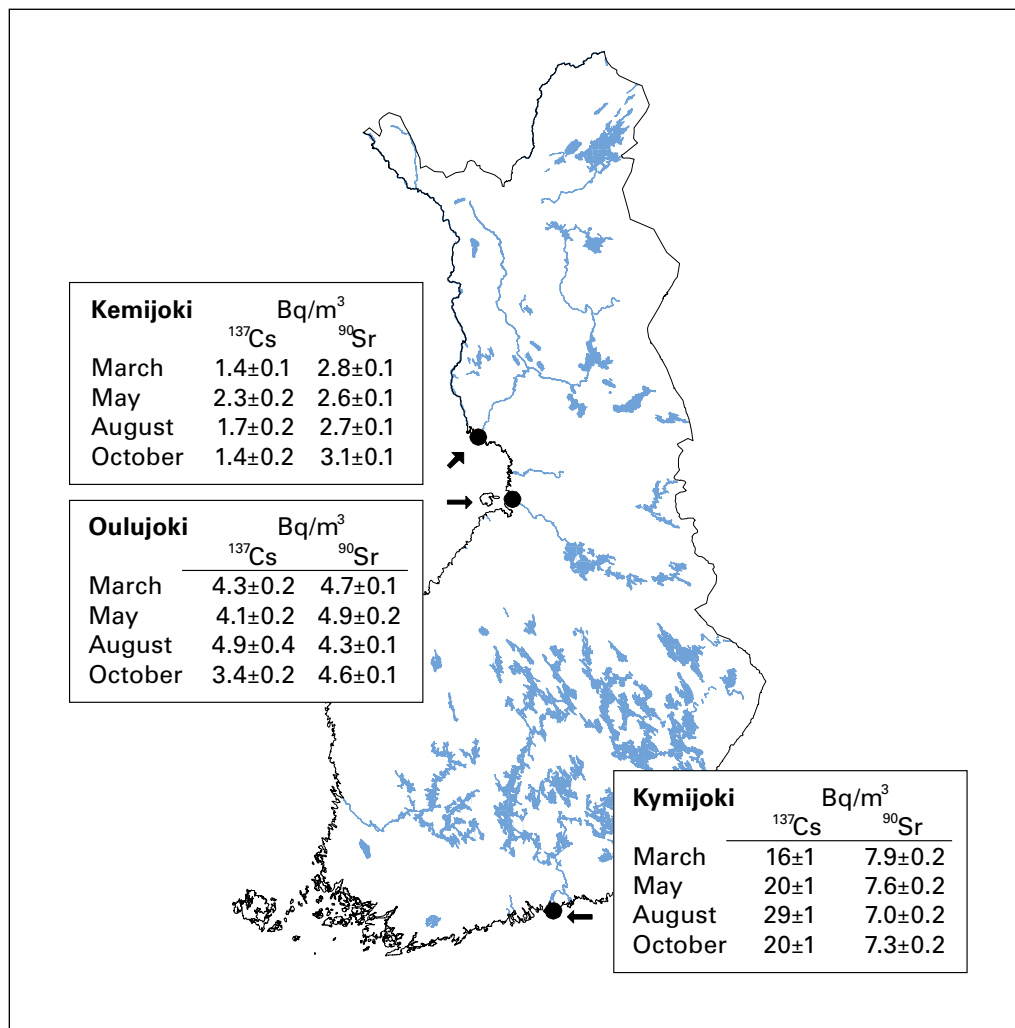 Kemijoki Bq/m³
¹³⁷Cs ⁹⁰Sr
March 1.4±0.1 2.8±0.1
May 2.3±0.2 2.6±0.1
August 1.7±0.2 2.7±0.1
October 1.4±0.2 3.1±0.1
Oulujoki Bq/m³
¹³⁷Cs ⁹⁰Sr
March 4.3±0.2 4.7±0.1
May 4.1±0.2 4.9±0.2
August 4.9±0.4 4.3±0.1
October 3.4±0.2 4.6±0.1
Kymijoki Bq/m³
¹³⁷Cs ⁹⁰Sr
March 16±1 7.9±0.2
May 20±1 7.6±0.2
August 29±1 7.0±0.2
October 20±1 7.3±0.2